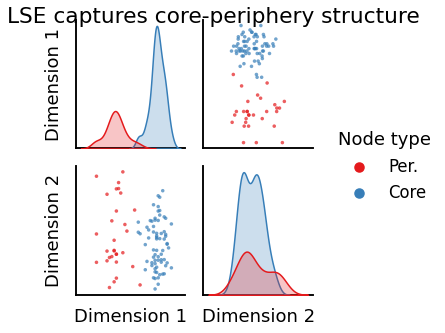 LSE captures core-periphery structure
Dimension 1
Node type
Per.
Core
Dimension 2
Dimension 1
Dimension 2